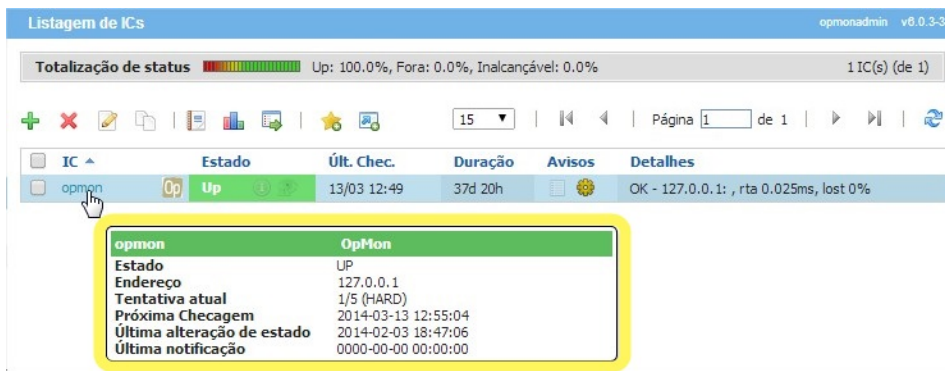 Listagem de ICs opmonadmin v6.0.3-3
Totalização de status Up: 100.0%, Fora: 0.0%, Inalcançável: 0.0% 1 IC(s) (de 1)
15 Página 1 de 1
IC Estado Últ. Chec. Duração Avisos Detalhes
opmon Op Up 13/03 12:49 37d 20h OK - 127.0.0.1: , rta 0.025ms, lost 0%
opmon OpMon
Estado UP
Endereço 127.0.0.1
Tentativa atual 1/5 (HARD)
Próxima Checagem 2014-03-13 12:55:04
Última alteração de estado 2014-02-03 18:47:06
Última notificação 0000-00-00 00:00:00